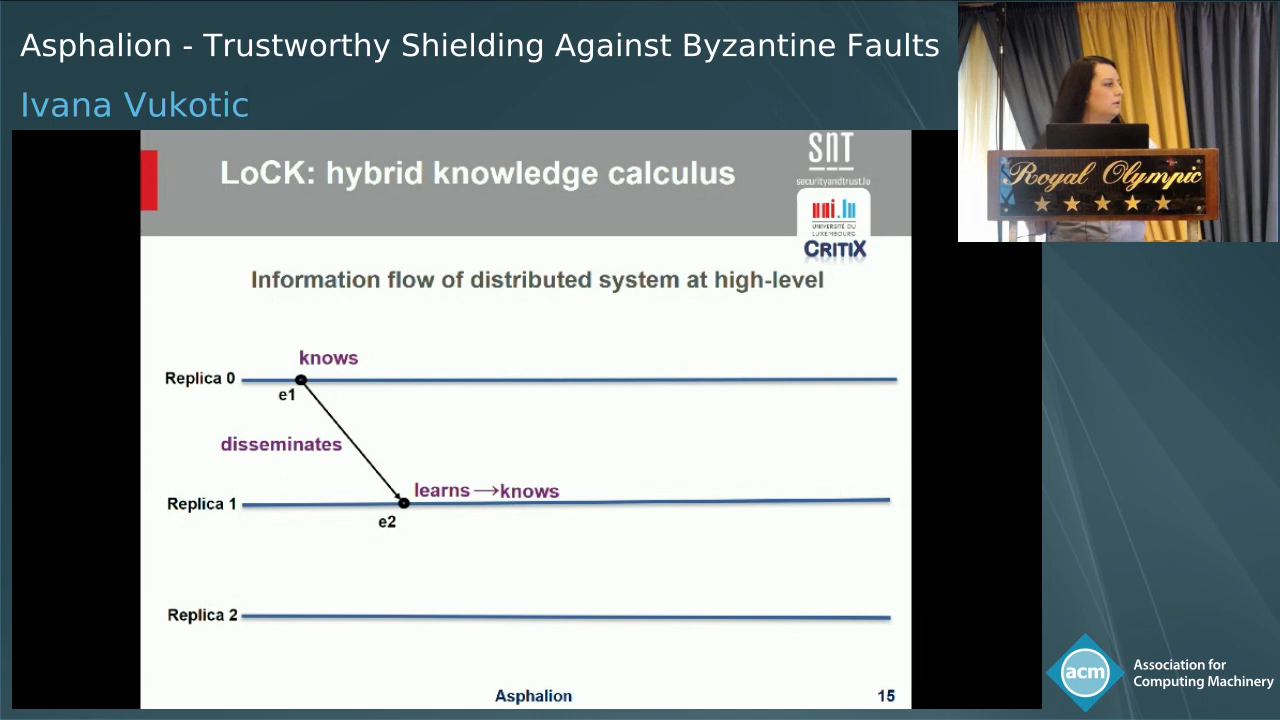 Asphalion - Trustworthy Shielding Against Byzantine Faults
Ivana Vukotic
LoCK: hybrid knowledge calculus
SNT
securityandtrust.lu
uni.lu
UNIVERSITÉ DU
LUXEMBOURG
CRITIX
Royal Olympic
Information flow of distributed system at high-level
knows
Replica 0
e1
disseminates
learns → knows
Replica 1
e2
Replica 2
Asphalion
15
acm
Association for
Computing Machinery